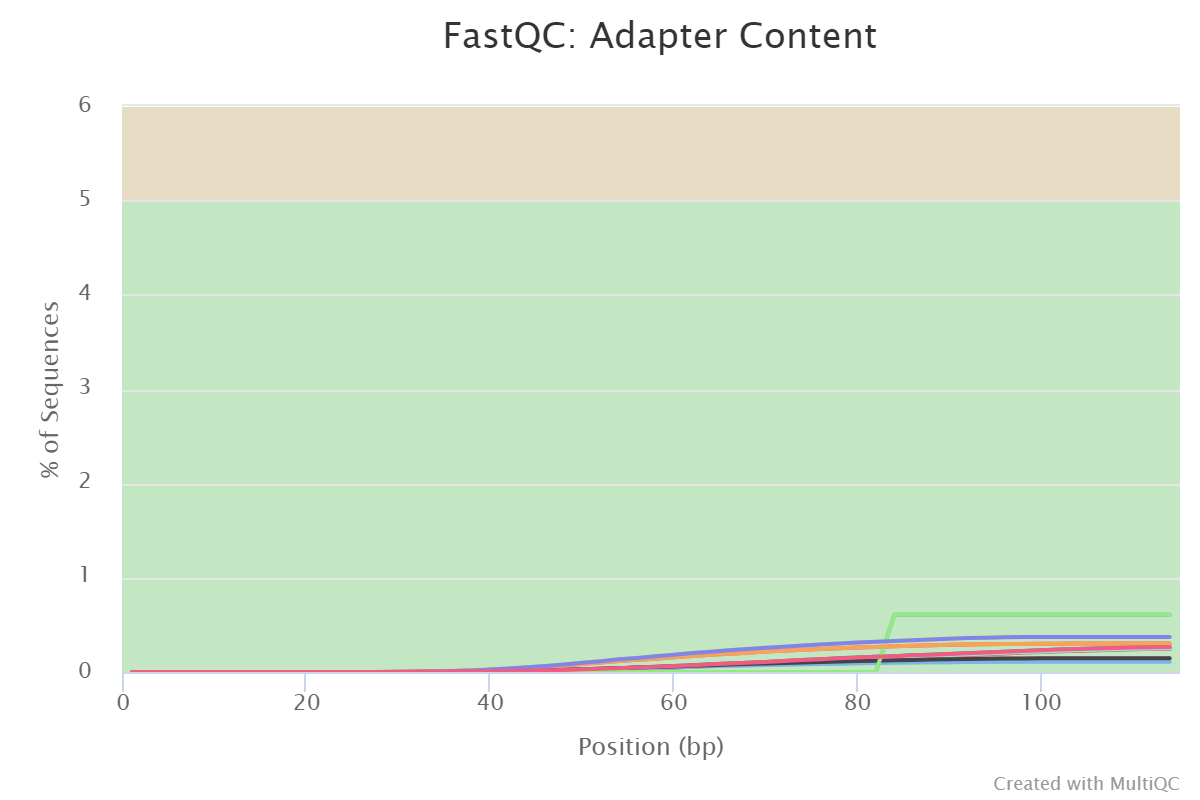 FastQC: Adapter Content
6
5
4
3
2
1
0
% of Sequences
0 20 40 60 80 100
Position (bp)
Created with MultiQC